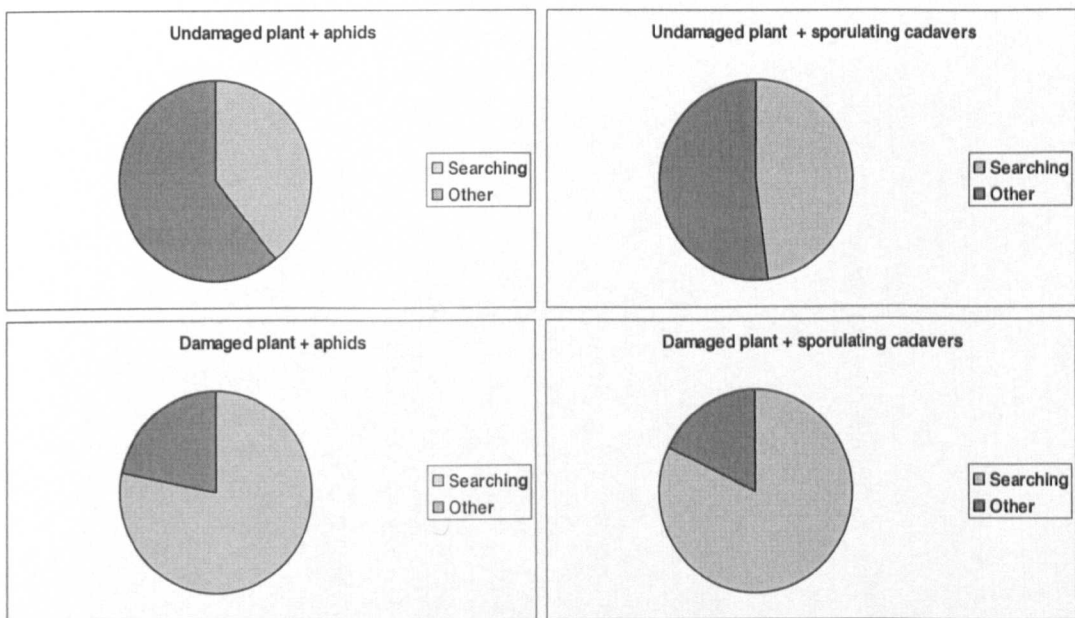 Undamaged plant + aphids
Searching
Other
Undamaged plant + sporulating cadavers
Searching
Other
Damaged plant + aphids
Searching
Other
Damaged plant + sporulating cadavers
Searching
Other